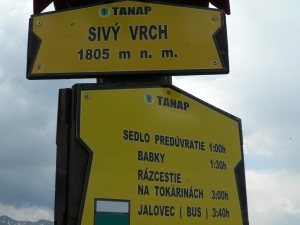 TANAP
SIVÝ VRCH
1805 m n. m.
TANAP
SEDLO PREDÚVRATIE 1:00h
BABKY 1:30h
RÁZCESTIE
NA TOKARINÁCH 3:00h
JALOVEC ( BUS ) 3:40h